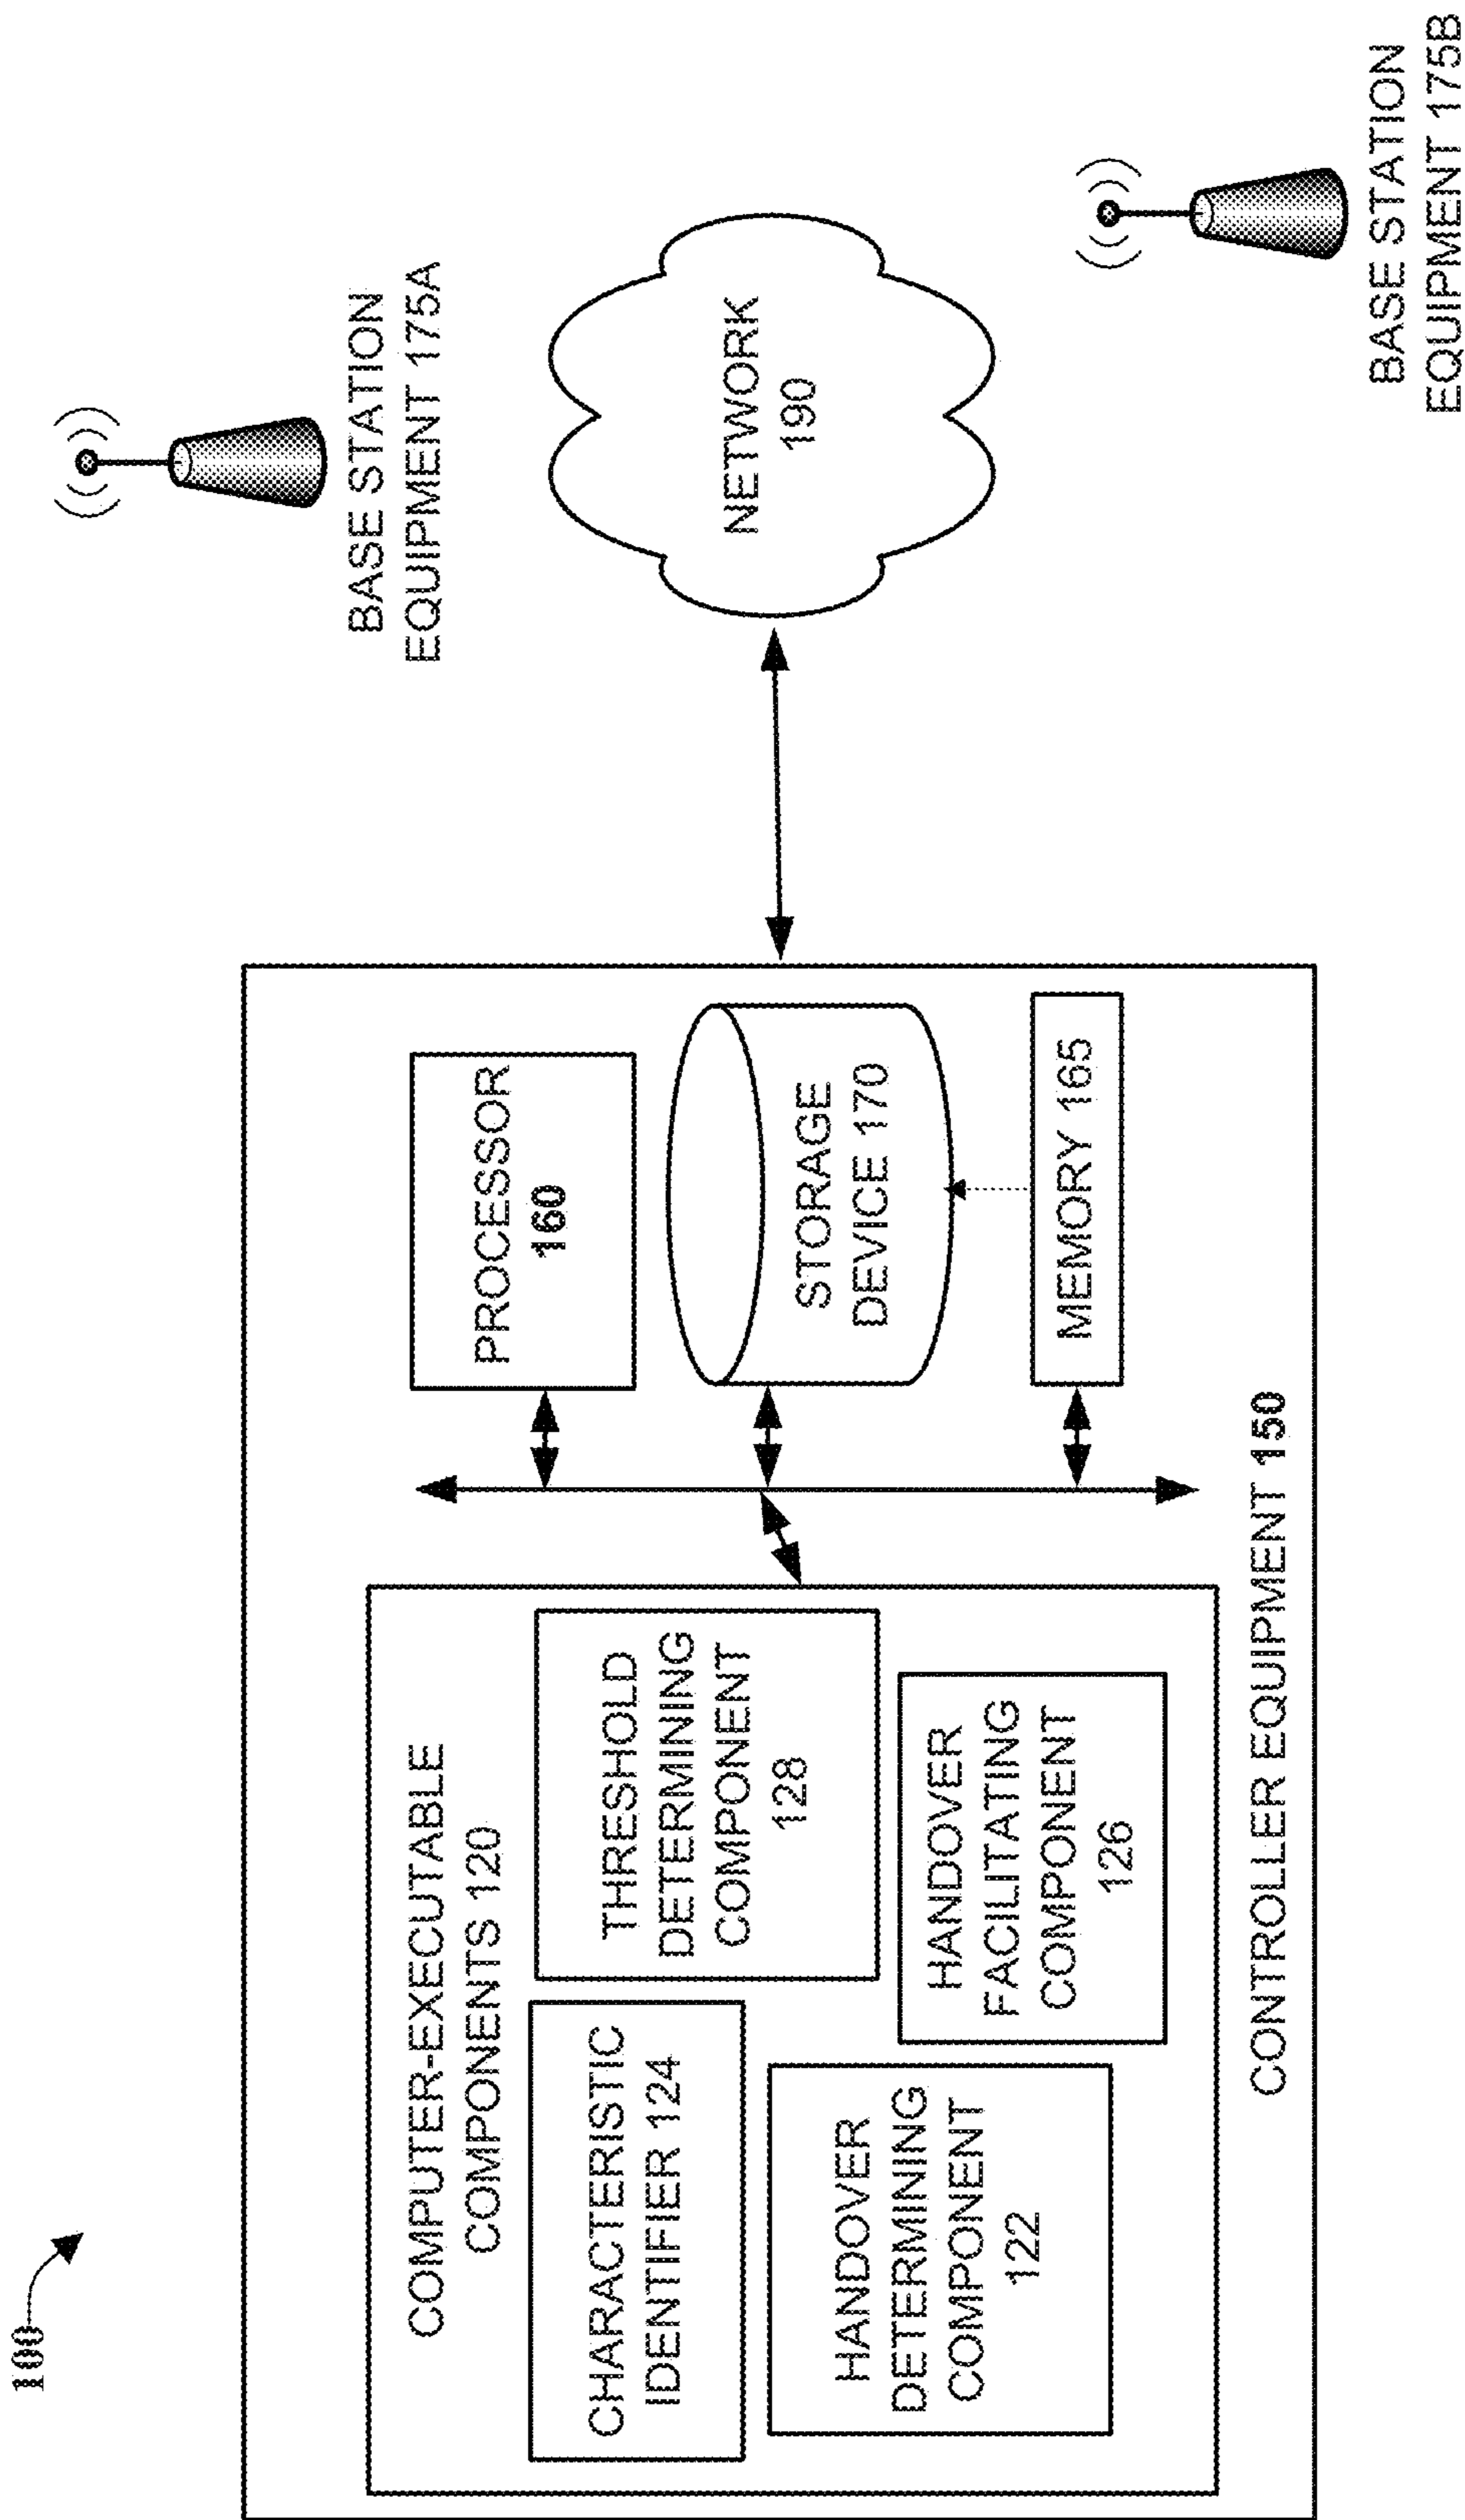 100
COMPUTER-EXECUTABLE
COMPONENTS 120
CHARACTERISTIC
IDENTIFIER 124
THRESHOLD
DETERMINING
COMPONENT
128
HANDOVER
DETERMINING
COMPONENT
122
HANDOVER
FACILITATING
COMPONENT
126
PROCESSOR
160
STORAGE
DEVICE 170
MEMORY 165
CONTROLLER EQUIPMENT 150
BASE STATION
EQUIPMENT 175A
NETWORK
190
BASE STATION
EQUIPMENT 175B